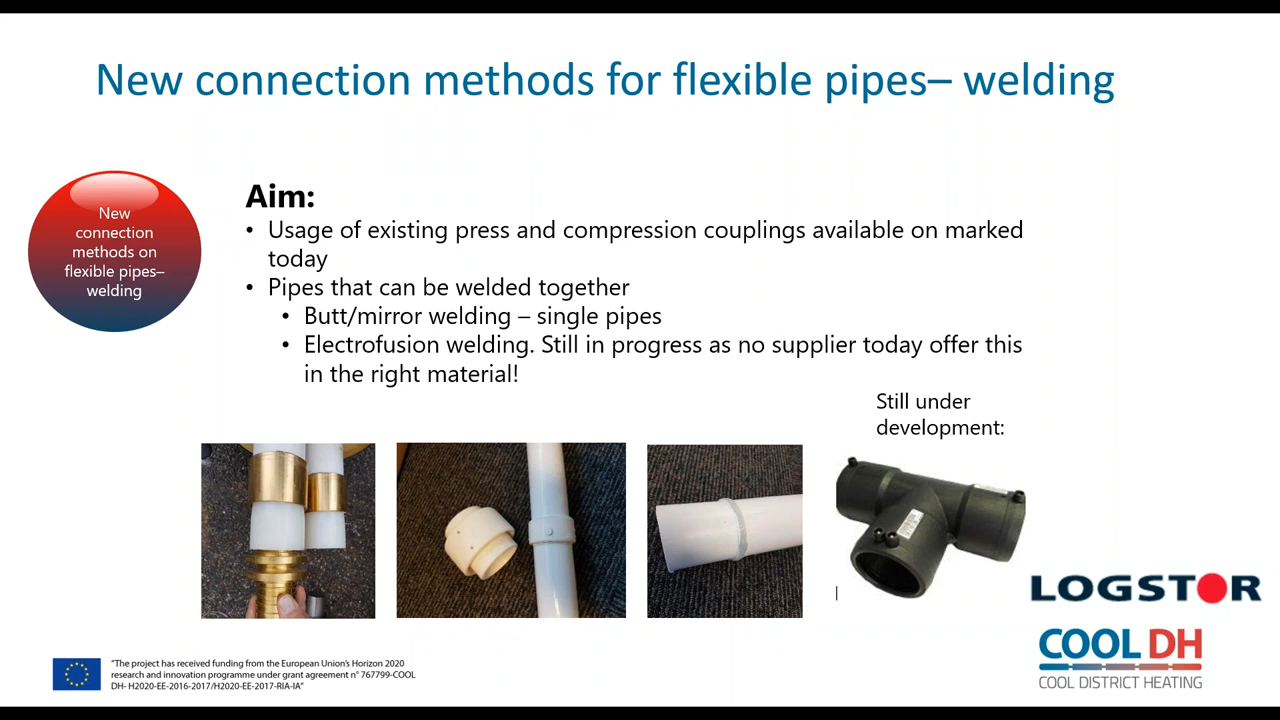 New connection methods for flexible pipes– welding
New
connection
methods on
flexible pipes–
welding
Aim:
• Usage of existing press and compression couplings available on marked
today
• Pipes that can be welded together
• Butt/mirror welding – single pipes
• Electrofusion welding. Still in progress as no supplier today offer this
in the right material!
Still under
development:
LOGSTOR
COOL DH
COOL DISTRICT HEATING
"The project has received funding from the European Union's Horizon 2020
research and innovation programme under grant agreement n° 767799-COOL
DH- H2020-EE-2016-2017/H2020-EE-2017-RIA-IA"